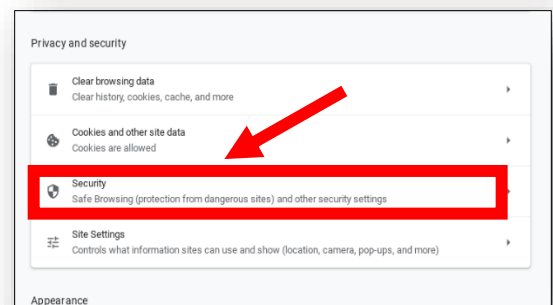 Privacy and security
Clear browsing data
Clear history, cookies, cache, and more
Cookies and other site data
Cookies are allowed
Security
Safe Browsing (protection from dangerous sites) and other security settings
Site Settings
Controls what information sites can use and show (location, camera, pop-ups, and more)
Appearance